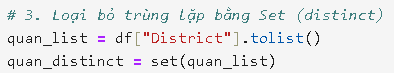 # 3. Loại bỏ trùng lặp bằng Set (distinct)
quan_list = df["District"].tolist()
quan_distinct = set(quan_list)